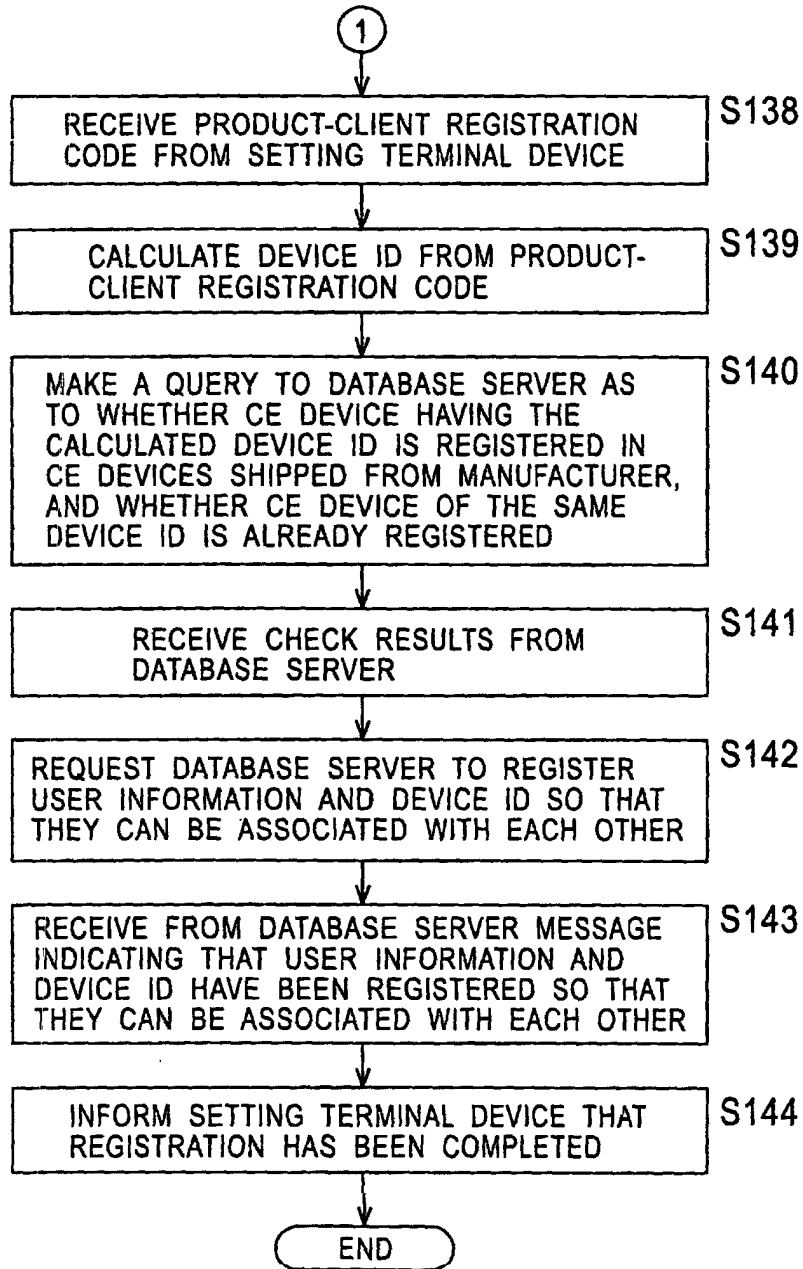 1
RECEIVE PRODUCT-CLIENT REGISTRATION
CODE FROM SETTING TERMINAL DEVICE
S138
CALCULATE DEVICE ID FROM PRODUCT-
CLIENT REGISTRATION CODE
S139
MAKE A QUERY TO DATABASE SERVER AS
TO WHETHER CE DEVICE HAVING THE
CALCULATED DEVICE ID IS REGISTERED IN
CE DEVICES SHIPPED FROM MANUFACTURER,
AND WHETHER CE DEVICE OF THE SAME
DEVICE ID IS ALREADY REGISTERED
S140
RECEIVE CHECK RESULTS FROM
DATABASE SERVER
S141
REQUEST DATABASE SERVER TO REGISTER
USER INFORMATION AND DEVICE ID SO THAT
THEY CAN BE ASSOCIATED WITH EACH OTHER
S142
RECEIVE FROM DATABASE SERVER MESSAGE
INDICATING THAT USER INFORMATION AND
DEVICE ID HAVE BEEN REGISTERED SO THAT
THEY CAN BE ASSOCIATED WITH EACH OTHER
S143
INFORM SETTING TERMINAL DEVICE THAT
REGISTRATION HAS BEEN COMPLETED
S144
END